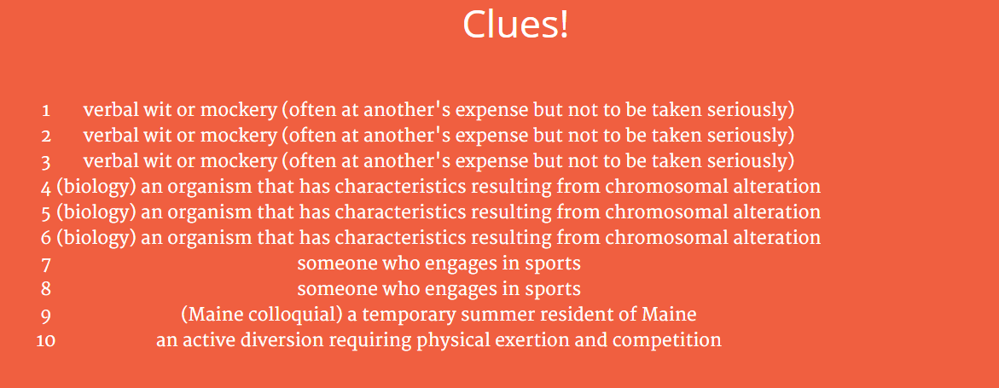 Clues!
1 verbal wit or mockery (often at another's expense but not to be taken seriously)
2 verbal wit or mockery (often at another's expense but not to be taken seriously)
3 verbal wit or mockery (often at another's expense but not to be taken seriously)
4 (biology) an organism that has characteristics resulting from chromosomal alteration
5 (biology) an organism that has characteristics resulting from chromosomal alteration
6 (biology) an organism that has characteristics resulting from chromosomal alteration
7 someone who engages in sports
8 someone who engages in sports
9 (Maine colloquial) a temporary summer resident of Maine
10 an active diversion requiring physical exertion and competition